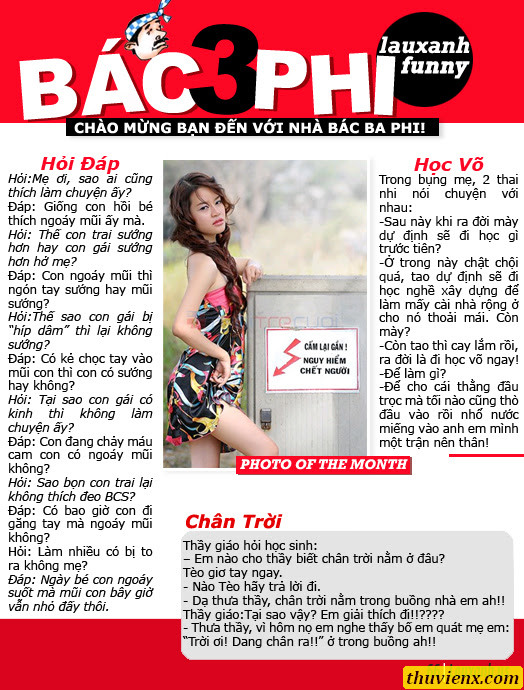 BÁC 3 PHI
lauxanh
funny
CHÀO MỪNG BẠN ĐẾN VỚI NHÀ BÁC BA PHI!
Hỏi Đáp
Hỏi:Mẹ ơi, sao ai cũng
thích làm chuyện ấy?
Đáp: Giống con hồi bé
thích ngoáy mũi ấy mà.
Hỏi: Thế con trai sướng
hơn hay con gái sướng
hơn hở mẹ?
Đáp: Con ngoáy mũi thì
ngón tay sướng hay mũi
sướng?
Hỏi:Thế sao con gái bị
“híp dâm” thì lại không
sướng?
Đáp: Có kẻ chọc tay vào
mũi con thì con có sướng
hay không?
Hỏi: Tại sao con gái có
kinh thì không làm
chuyện ấy?
Đáp: Con đang chảy máu
cam con có ngoáy mũi
không?
Hỏi: Sao bọn con trai lại
không thích đeo BCS?
Đáp: Có bao giờ con đi
găng tay mà ngoáy mũi
không?
Hỏi: Làm nhiều có bị to
ra không mẹ?
Đáp: Ngày bé con ngoáy
suốt mà mũi con bây giờ
vẫn nhỏ đấy thôi.
CẤM LẠI GẦN !
NGUY HIỂM
CHẾT NGƯỜI
PHOTO OF THE MONTH
Học Võ
Trong bụng mẹ, 2 thai
nhi nói chuyện với
nhau:
-Sau này khi ra đời mày
dự định sẽ đi học gì
trước tiên?
-Ở trong này chật chội
quá, tao dự định sẽ đi
học nghề xây dựng để
làm mấy cái nhà rộng ở
cho nó thoải mái. Còn
mày?
-Còn tao thì cay lắm rồi,
ra đời là đi học võ ngay!
-Để làm gì?
-Để cho cái thằng đầu
trọc mà tối nào cũng thò
đầu vào rồi nhổ nước
miếng vào anh em mình
một trận nên thân!
Chân Trời
Thầy giáo hỏi học sinh:
– Em nào cho thầy biết chân trời nằm ở đâu?
Tèo giơ tay ngay.
- Nào Tèo hãy trả lời đi.
- Dạ thưa thầy, chân trời nằm trong buồng nhà em ah!!
Thầy giáo:Tại sao vậy? Em giải thích đi!!????
- Thưa thầy, vì hôm nọ em nghe thấy bố em quát mẹ em:
“Trời ơi! Dang chân ra!!” ở trong buồng ah!!
thuvienx.com